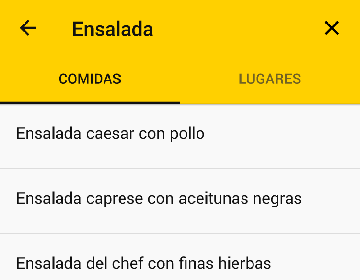 Ensalada
COMIDAS LUGARES
Ensalada caesar con pollo
Ensalada caprese con aceitunas negras
Ensalada del chef con finas hierbas